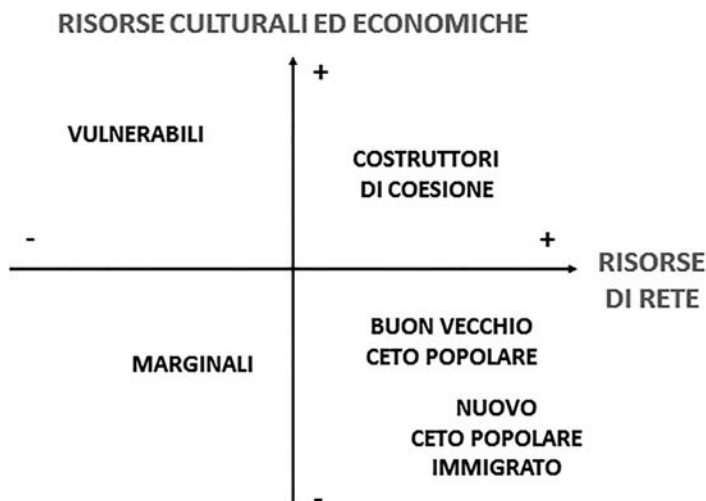 RISORSE CULTURALI ED ECONOMICHE
+
VULNERABILI
COSTRUTTORI
DI COESIONE
-
+
RISORSE
DI RETE
BUON VECCHIO
CETO POPOLARE
MARGINALI
NUOVO
CETO POPOLARE
IMMIGRATO
-